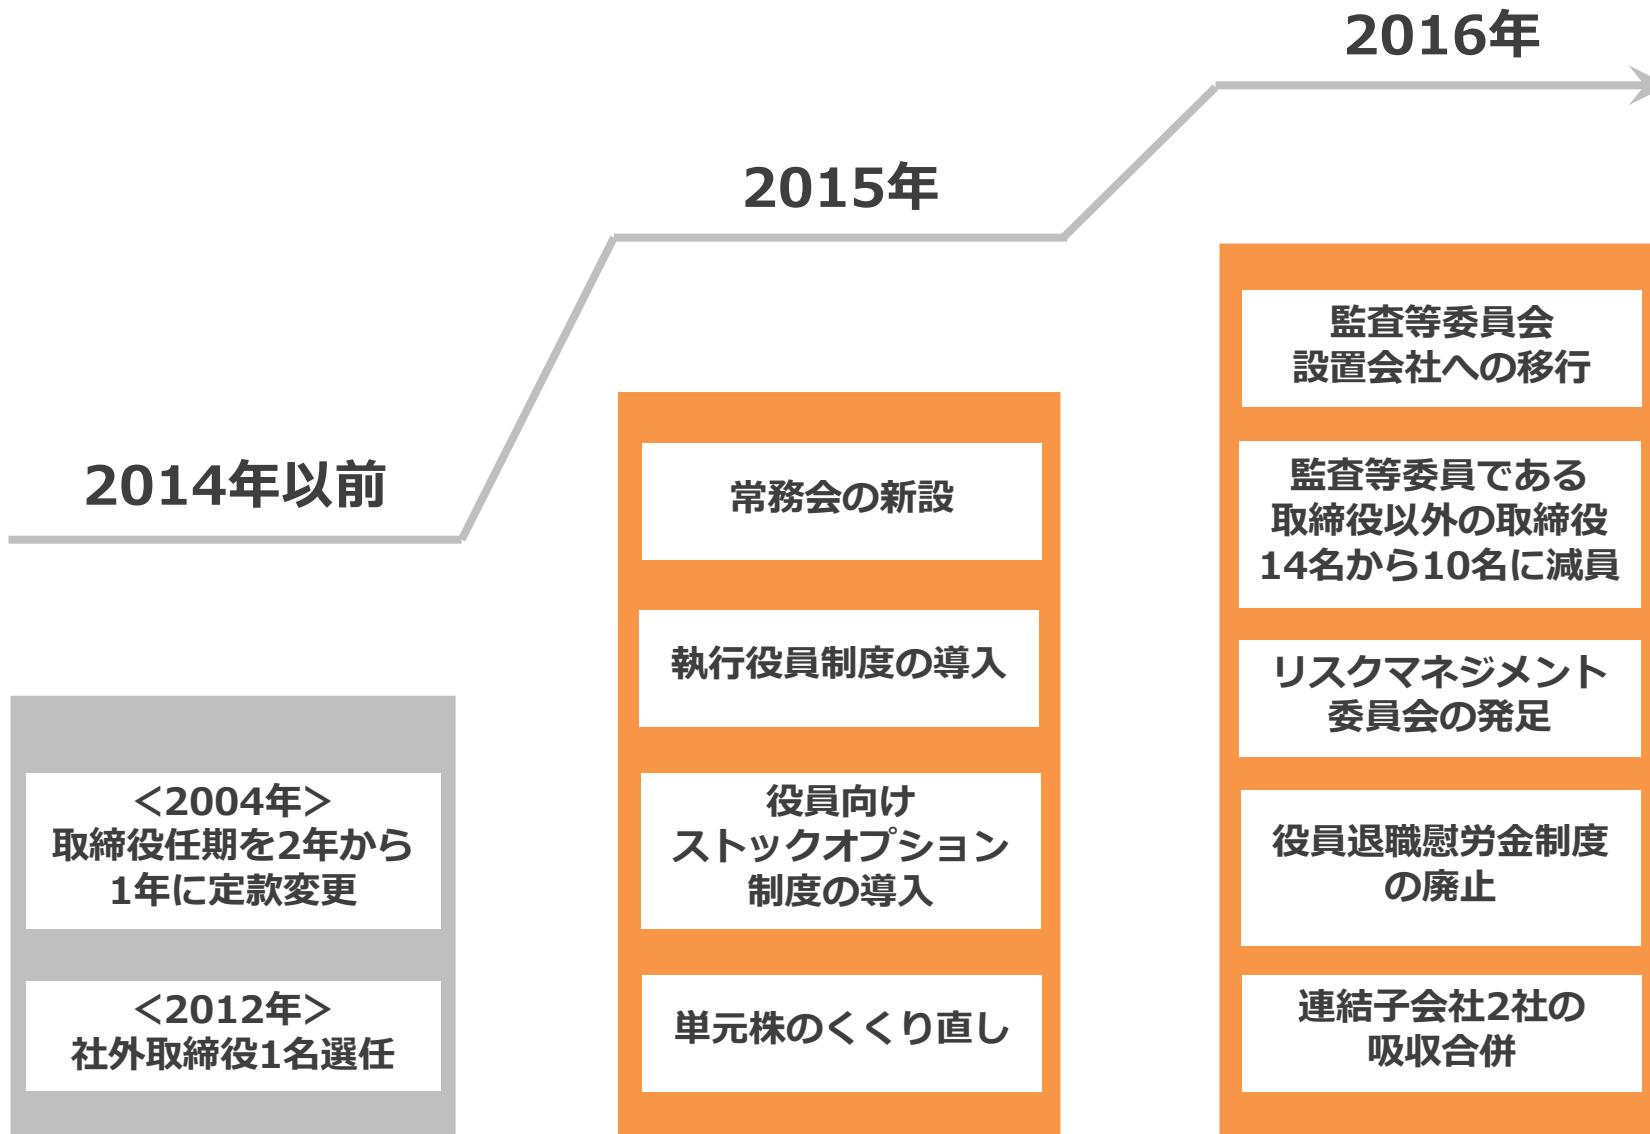 2014年以前
<2004年>
取締役任期を2年から
1年に定款変更
<2012年>
社外取締役1名選任
2015年
常務会の新設
執行役員制度の導入
役員向け
ストックオプション
制度の導入
単元株のくくり直し
2016年
監査等委員会
設置会社への移行
監査等委員である
取締役以外の取締役
14名から10名に減員
リスクマネジメント
委員会の発足
役員退職慰労金制度
の廃止
連結子会社2社の
吸収合併